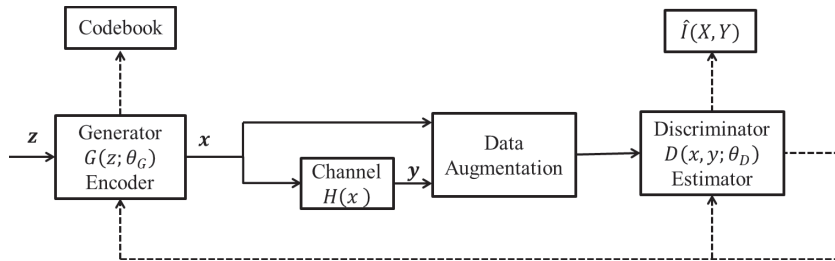 Codebook
Î(X, Y)
z
Generator
G(z; θ_G)
Encoder
x
Channel
H(x)
y
Data
Augmentation
Discriminator
D(x, y; θ_D)
Estimator